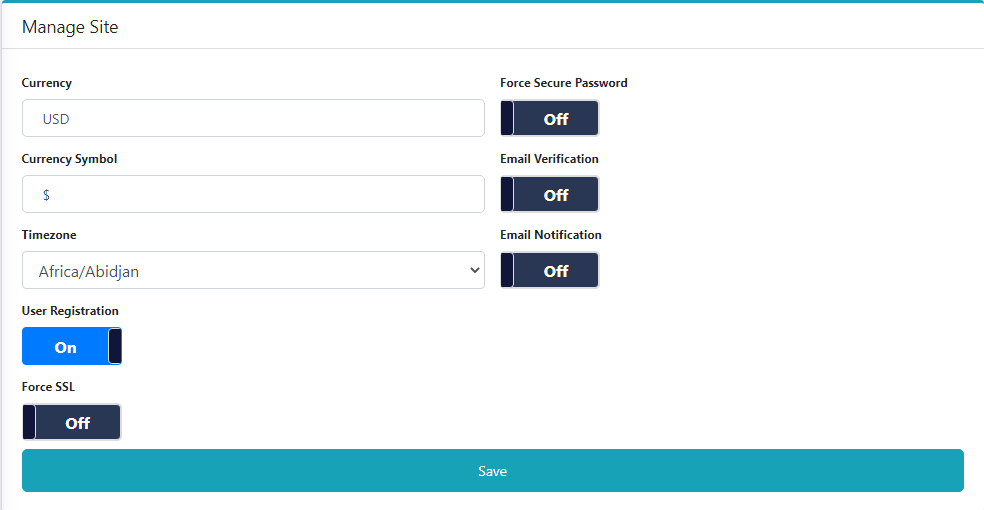 Manage Site
Currency
USD
Currency Symbol
$
Timezone
Africa/Abidjan
User Registration
On
Force SSL
Off
Force Secure Password
Off
Email Verification
Off
Email Notification
Off
Save